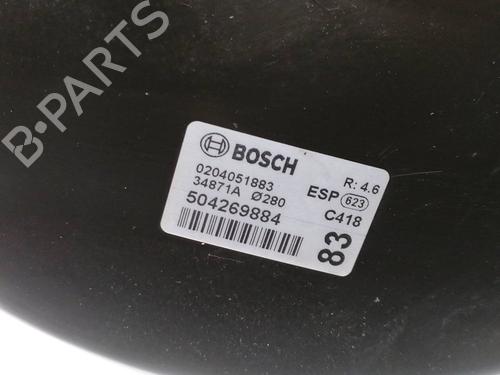 B-PARTS
BOSCH
0204051883
34871A Ø280
504269884
R: 4.6
ESP 623
C418
83